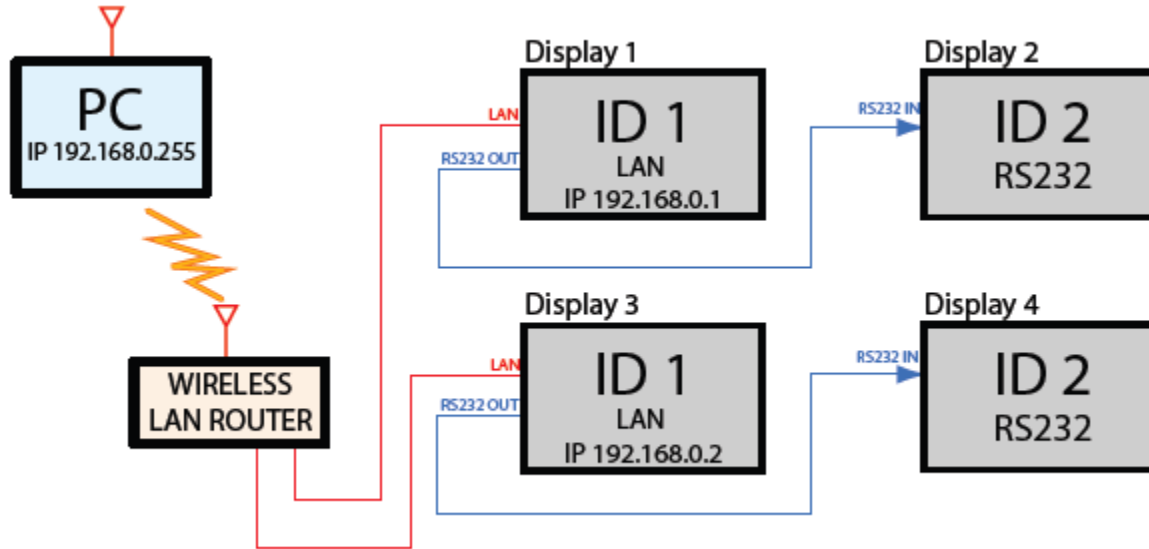 PC
IP 192.168.0.255
WIRELESS
LAN ROUTER
Display 1
LAN
RS232 OUT
ID 1
LAN
IP 192.168.0.1
Display 2
RS232 IN
ID 2
RS232
Display 3
LAN
RS232 OUT
ID 1
LAN
IP 192.168.0.2
Display 4
RS232 IN
ID 2
RS232